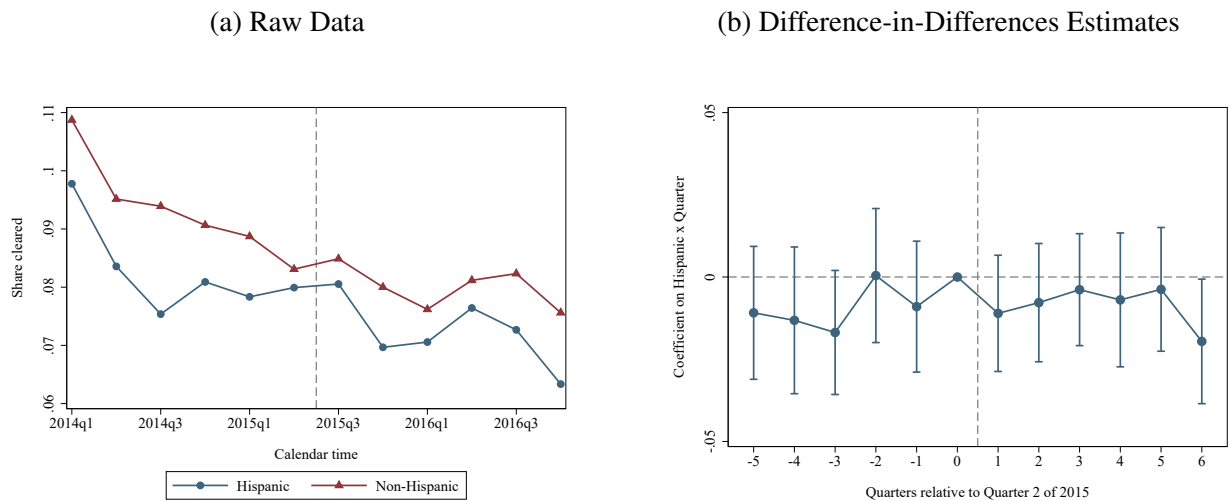 (a) Raw Data
Share cleared
.11
.1
.09
.08
.07
.06
2014q1 2014q3 2015q1 2015q3 2016q1 2016q3
Calendar time
Hispanic Non-Hispanic
(b) Difference-in-Differences Estimates
Coefficient on Hispanic x Quarter
.05
0
-.05
-5 -4 -3 -2 -1 0 1 2 3 4 5 6
Quarters relative to Quarter 2 of 2015